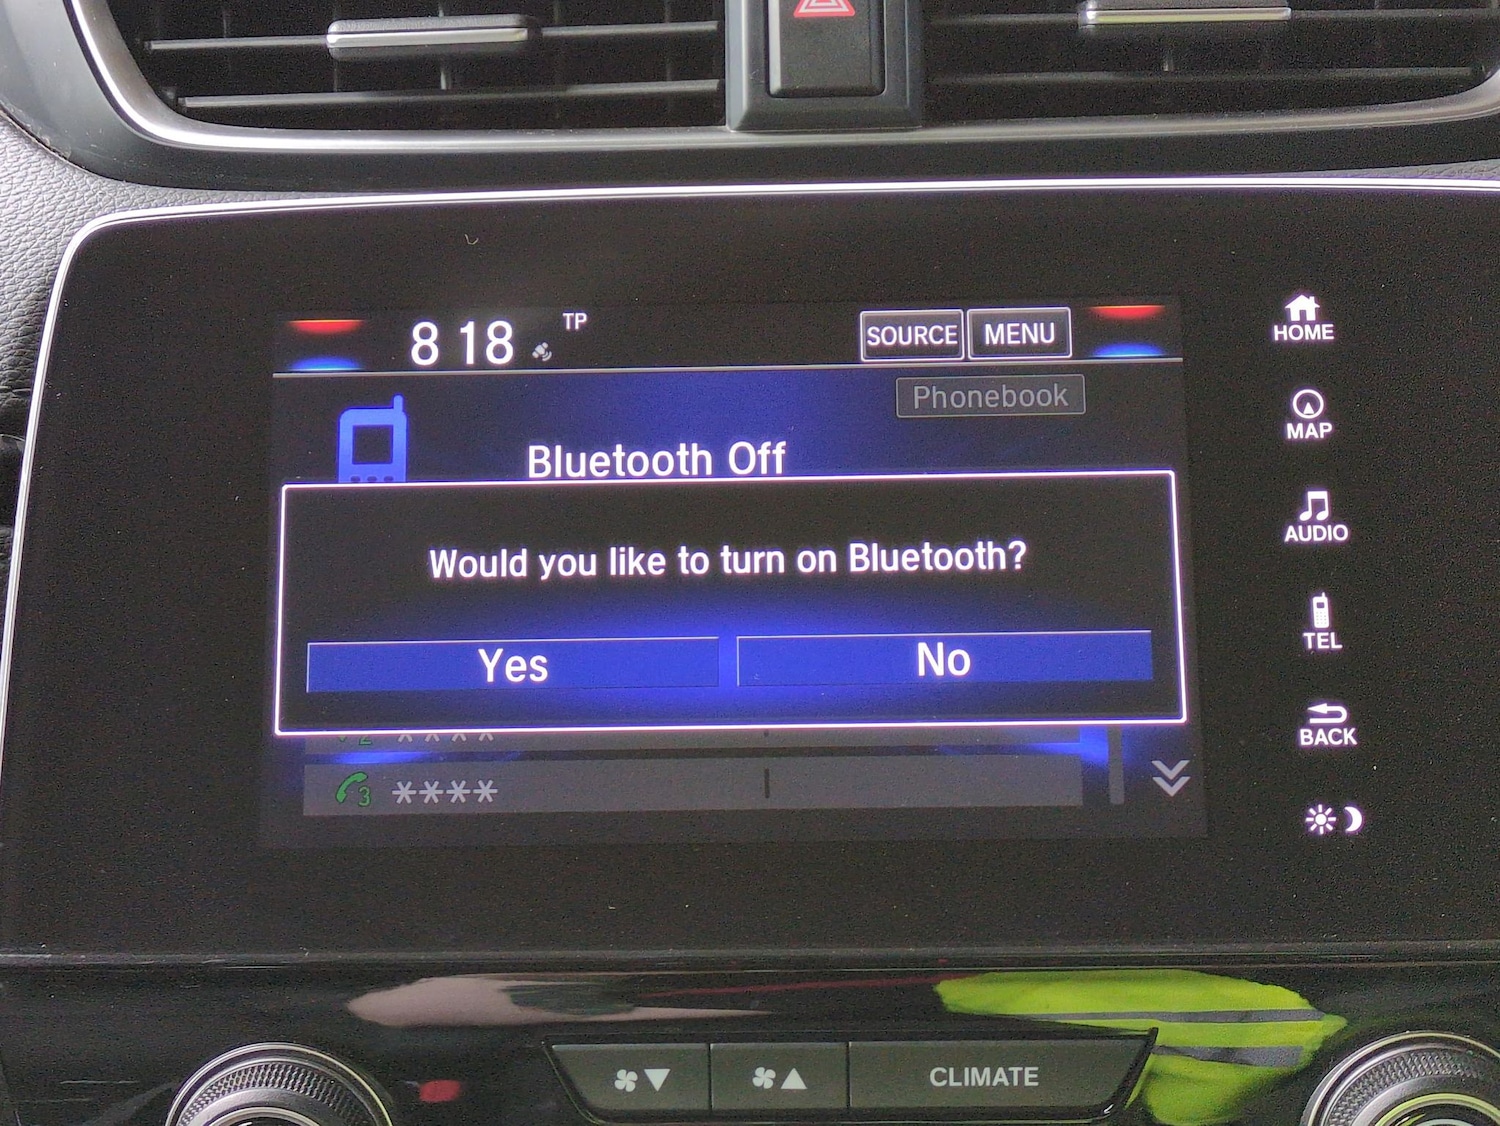 8 18 TP SOURCE MENU
Phonebook
Bluetooth Off
Would you like to turn on Bluetooth?
Yes No
3 ****
HOME
MAP
AUDIO
TEL
BACK
CLIMATE